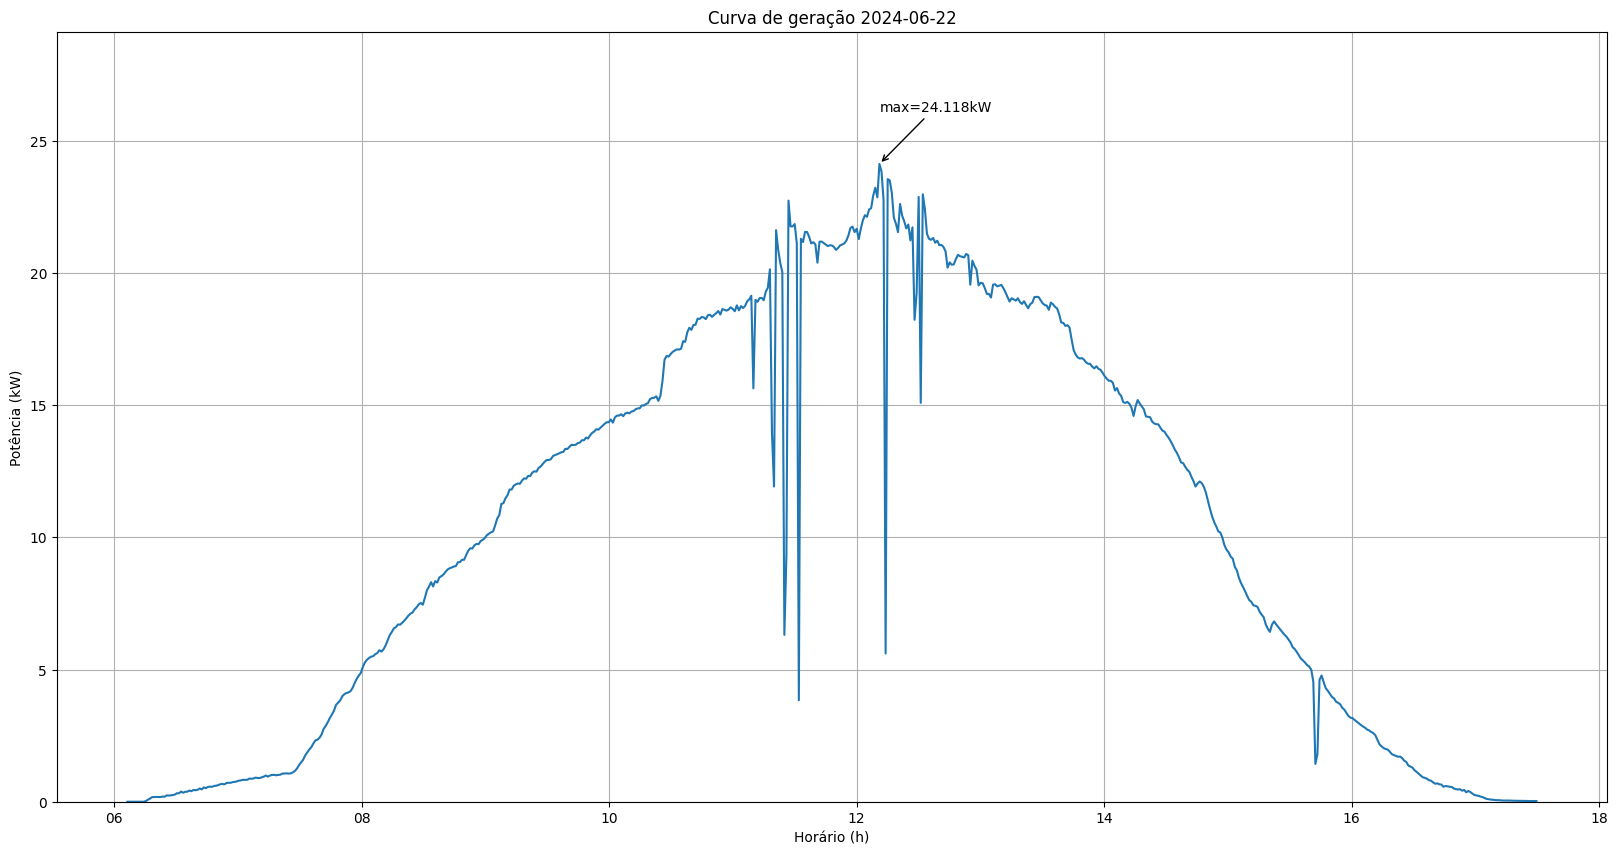 Curva de geração 2024-06-22
max=24.118kW
Potência (kW)
25
20
15
10
5
0
06 08 10 12 14 16 18
Horário (h)